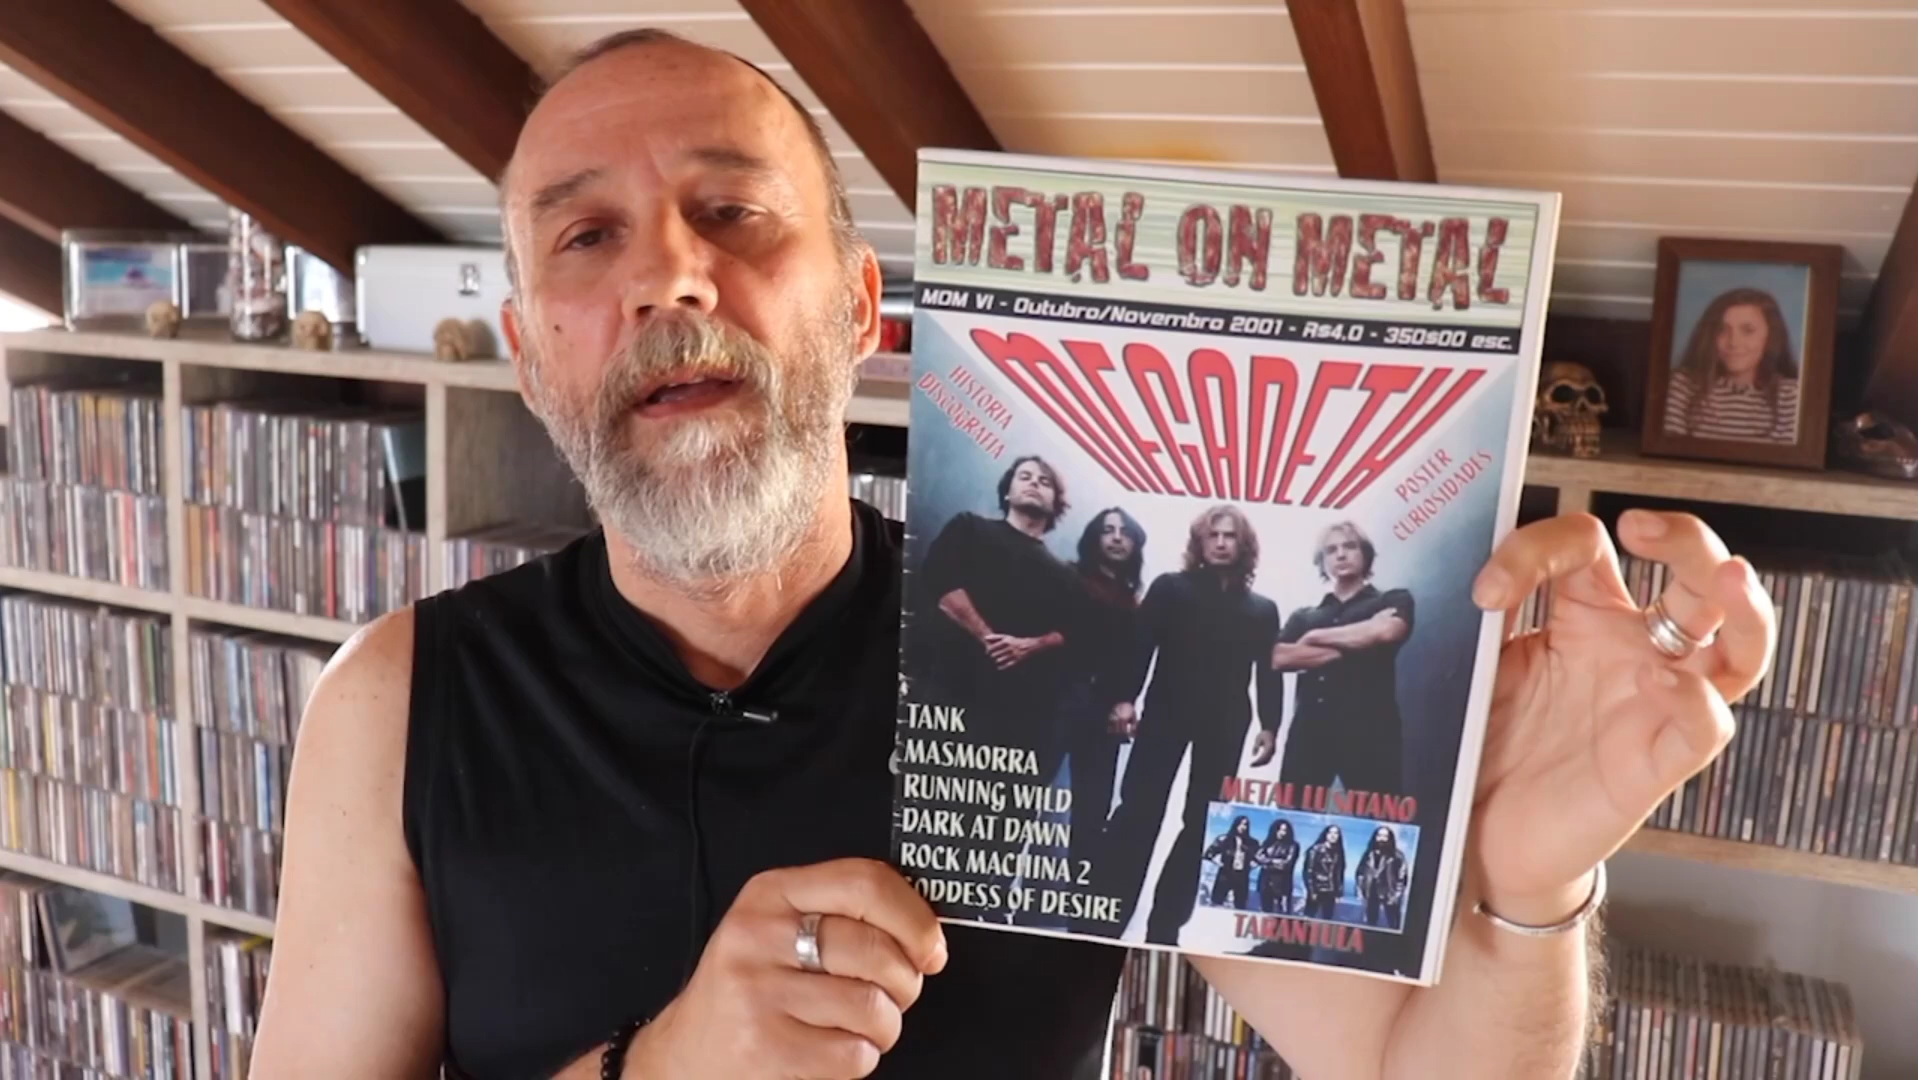 METAL ON METAL
MOM VI - Outubro/Novembro 2001 - R$4,0 - 350$00 esc.
MEGADETH
HISTORIA
DISCOGRAFIA
POSTER
CURIOSIDADES
TANK
MASMORRA
RUNNING WILD
DARK AT DAWN
ROCK MACHINA 2
GODDESS OF DESIRE
METAL LUSITANO
TARANTULA